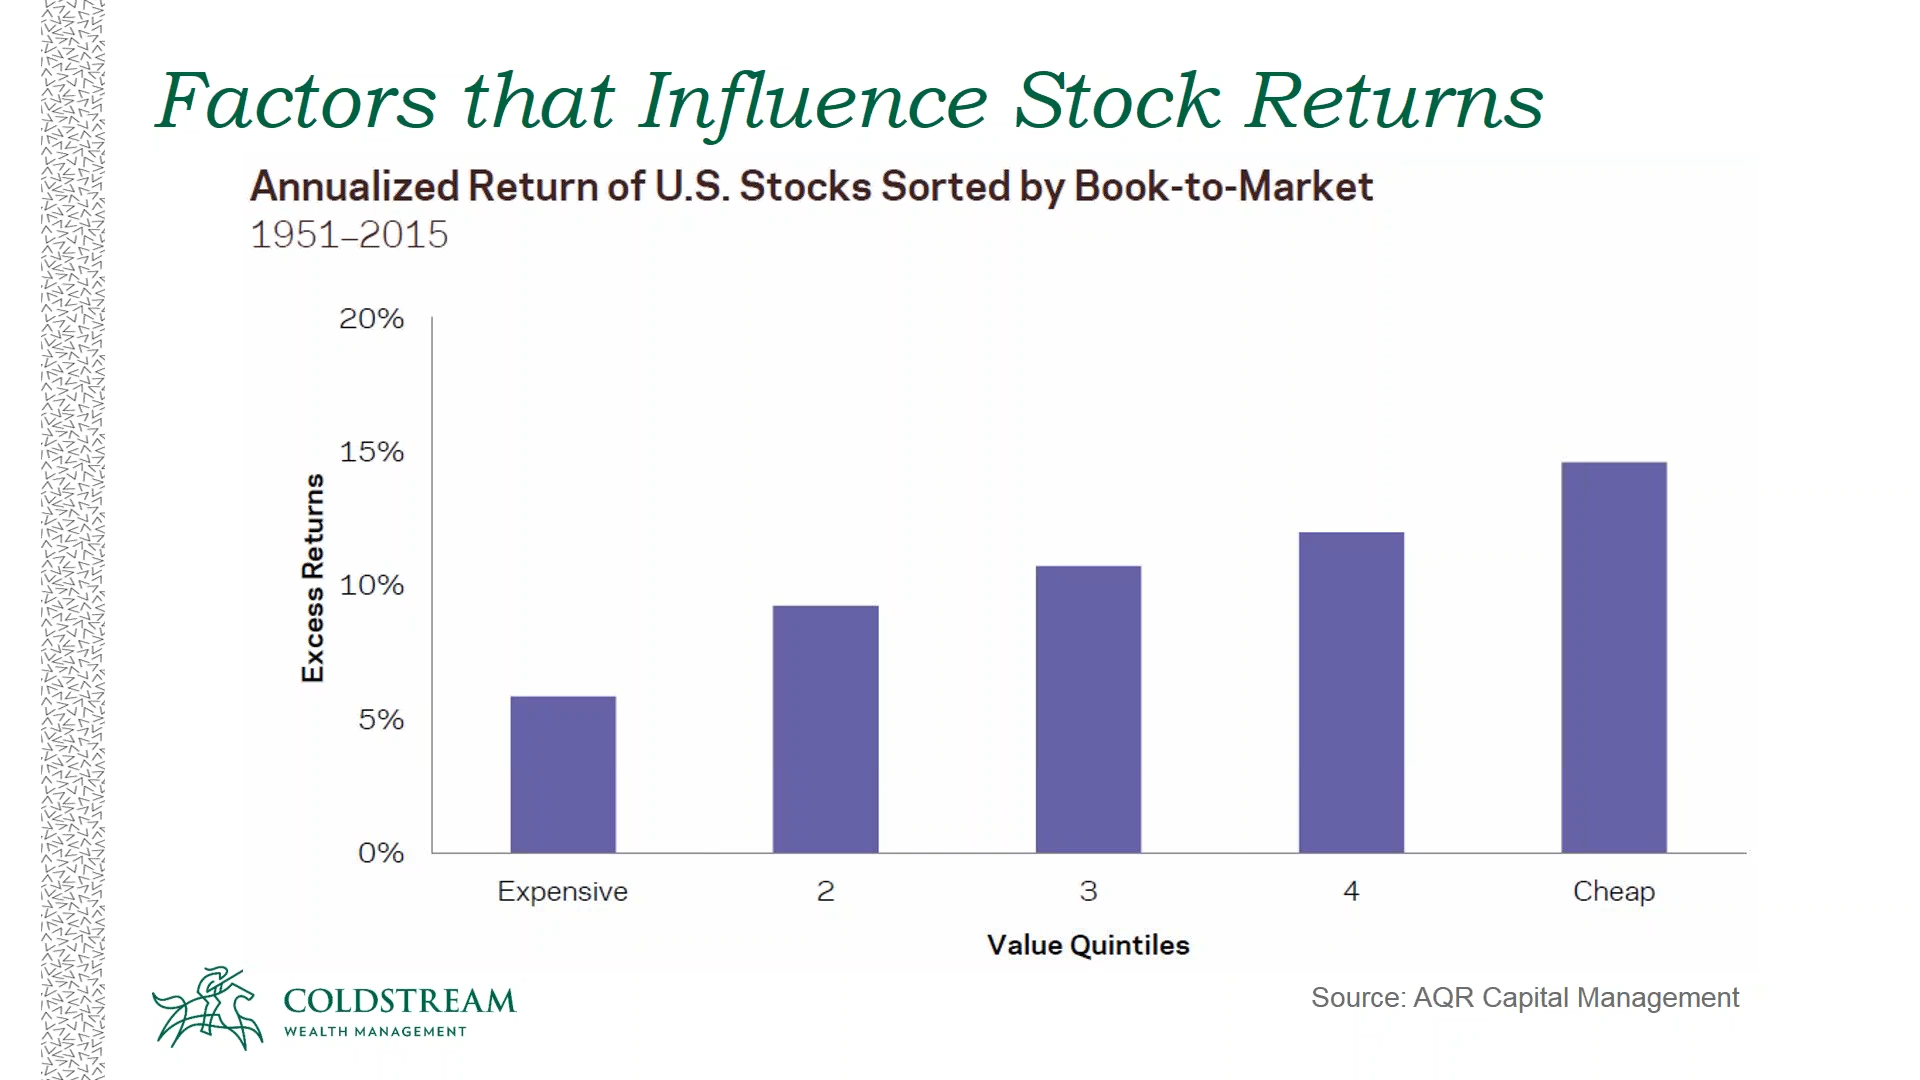 Factors that Influence Stock Returns
Annualized Return of U.S. Stocks Sorted by Book-to-Market
1951–2015
20%
15%
10%
5%
0%
Excess Returns
Expensive 2 3 4 Cheap
Value Quintiles
COLDSTREAM
WEALTH MANAGEMENT
Source: AQR Capital Management